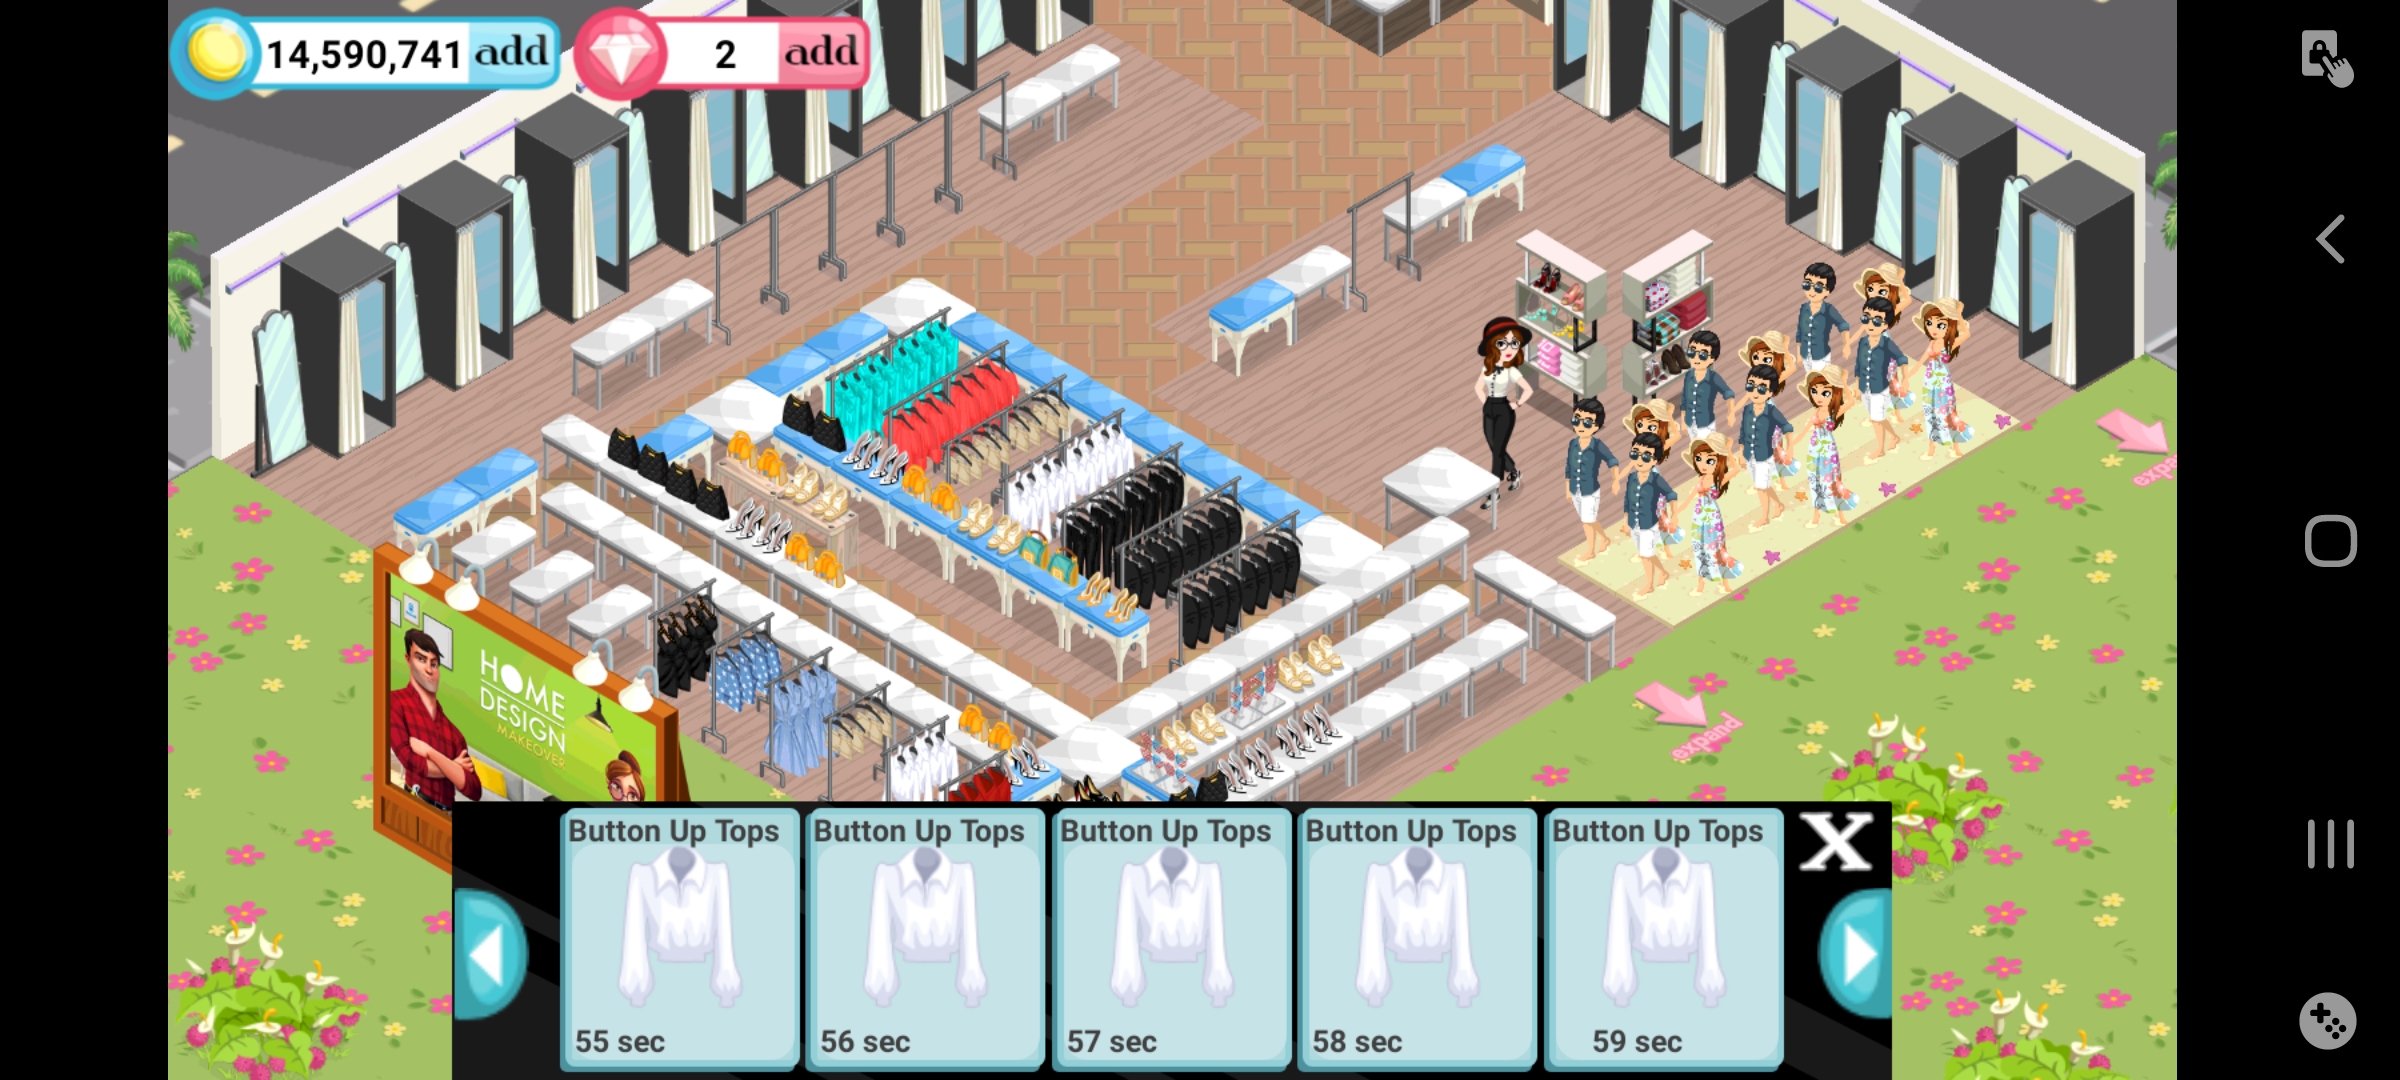 14,590,741 add
2 add
expand
HOME
DESIGN
MAKEOVER
expand
Button Up Tops
55 sec
Button Up Tops
56 sec
Button Up Tops
57 sec
Button Up Tops
58 sec
Button Up Tops
59 sec
X